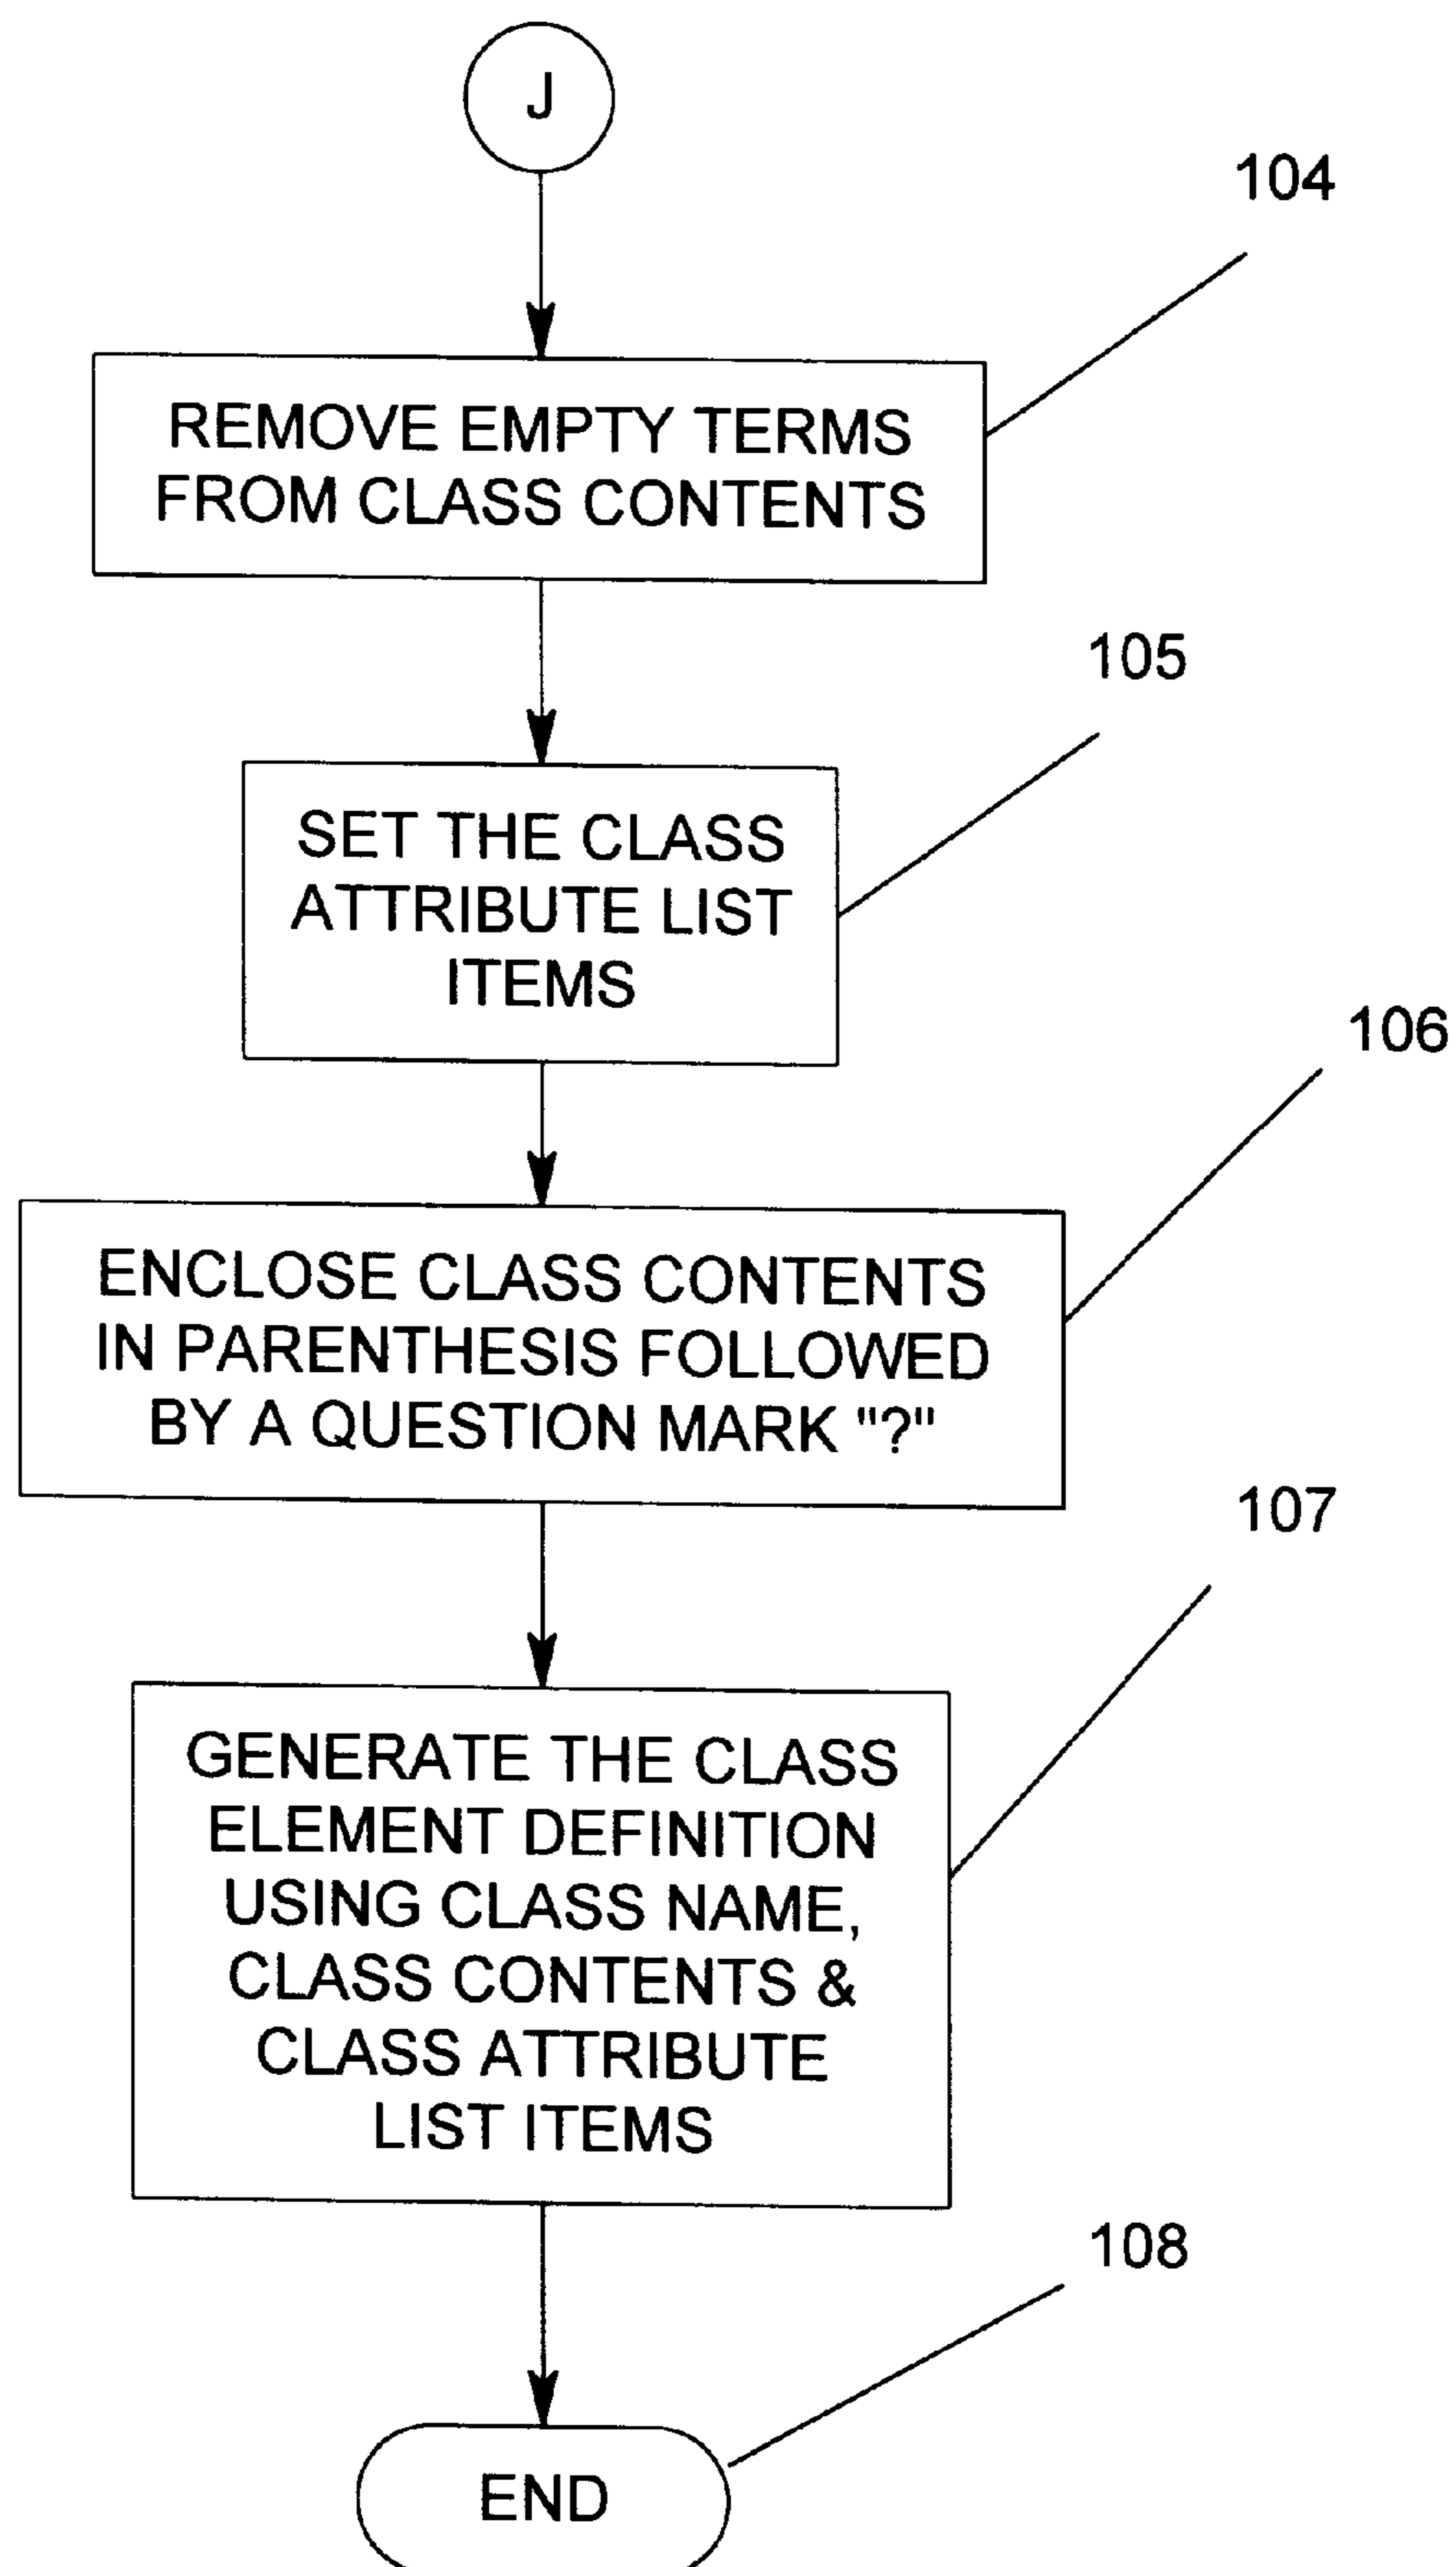 J
104
REMOVE EMPTY TERMS
FROM CLASS CONTENTS
105
SET THE CLASS
ATTRIBUTE LIST
ITEMS
106
ENCLOSE CLASS CONTENTS
IN PARENTHESIS FOLLOWED
BY A QUESTION MARK "?"
107
GENERATE THE CLASS
ELEMENT DEFINITION
USING CLASS NAME,
CLASS CONTENTS &
CLASS ATTRIBUTE
LIST ITEMS
108
END